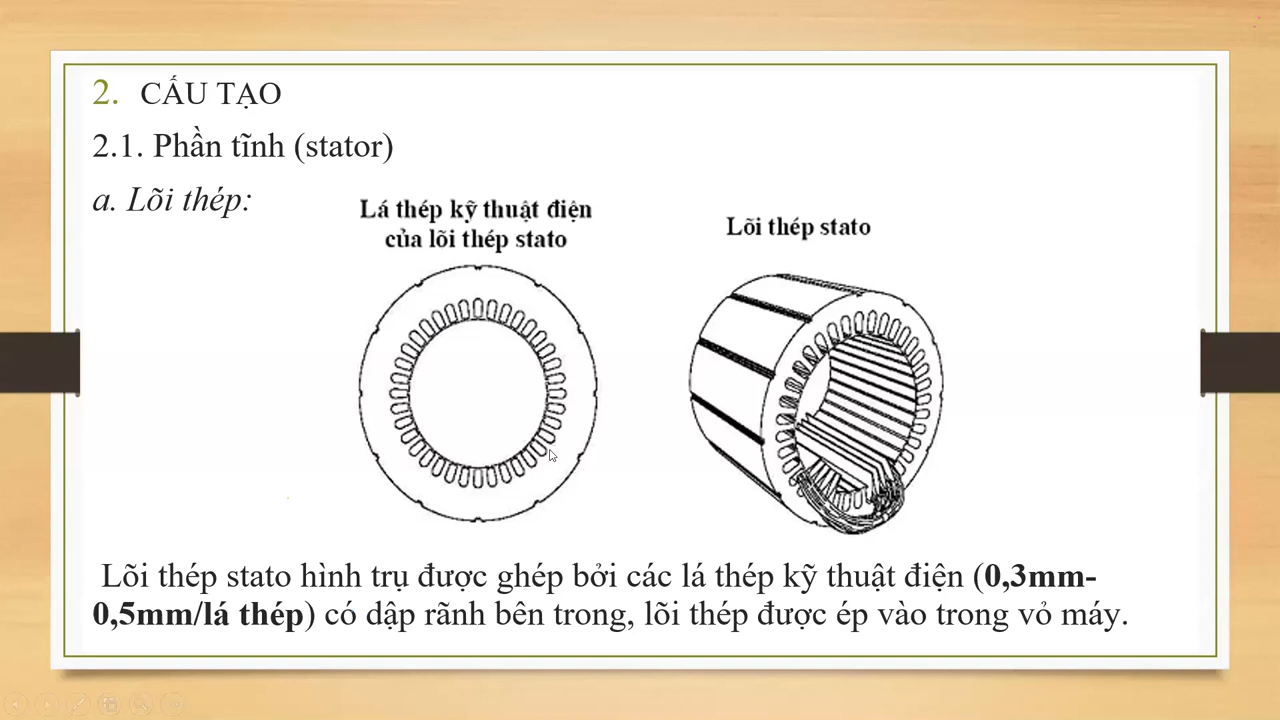 2. CẤU TẠO
2.1. Phần tĩnh (stator)
a. Lõi thép:
Lá thép kỹ thuật điện
của lõi thép stato
Lõi thép stato
Lõi thép stato hình trụ được ghép bởi các lá thép kỹ thuật điện (0,3mm-
0,5mm/lá thép) có dập rãnh bên trong, lõi thép được ép vào trong vỏ máy.